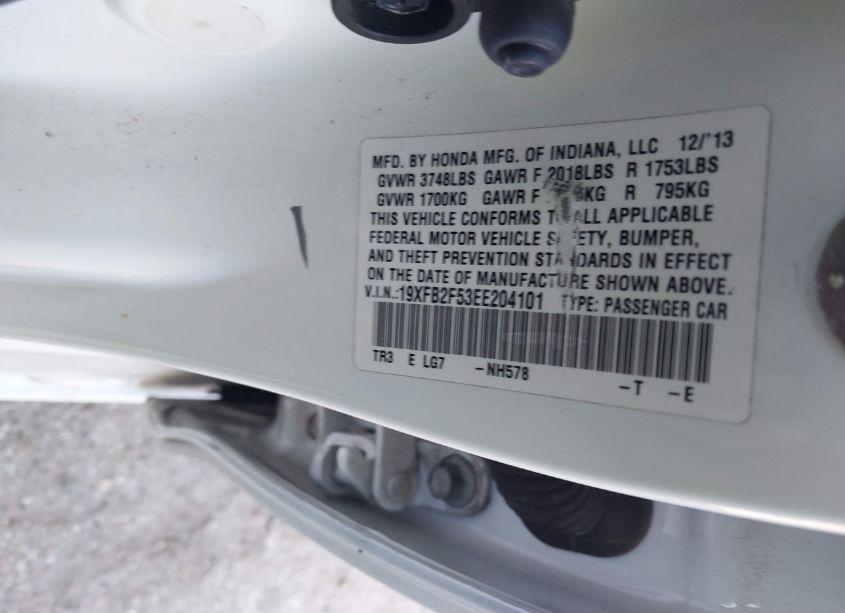 MFD. BY HONDA MFG. OF INDIANA, LLC 12/'13
GVWR 3748LBS GAWR F 2018LBS R 1753LBS
GVWR 1700KG GAWR F R 795KG
THIS VEHICLE CONFORMS TO ALL APPLICABLE
FEDERAL MOTOR VEHICLE SAFETY, BUMPER,
AND THEFT PREVENTION STANDARDS IN EFFECT
ON THE DATE OF MANUFACTURE SHOWN ABOVE.
V.I.N.:19XFB2F53EE204101 TYPE: PASSENGER CAR
TR3 E LG7 -NH578 -T -E